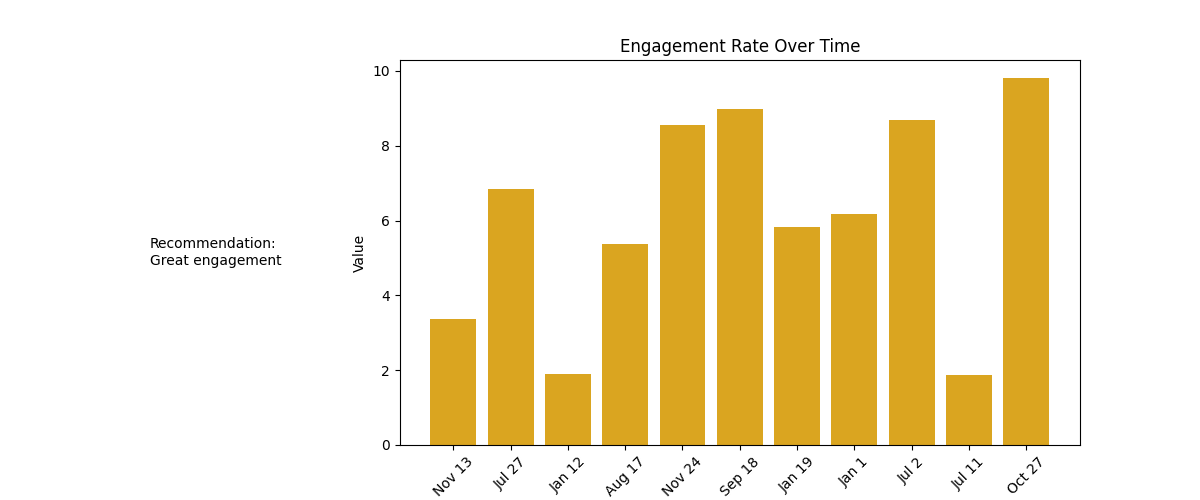 Engagement Rate Over Time
10
8
6
4
2
0
Value
Recommendation:
Great engagement
Nov 13
Jul 27
Jan 12
Aug 17
Nov 24
Sep 18
Jan 19
Jan 1
Jul 2
Jul 11
Oct 27